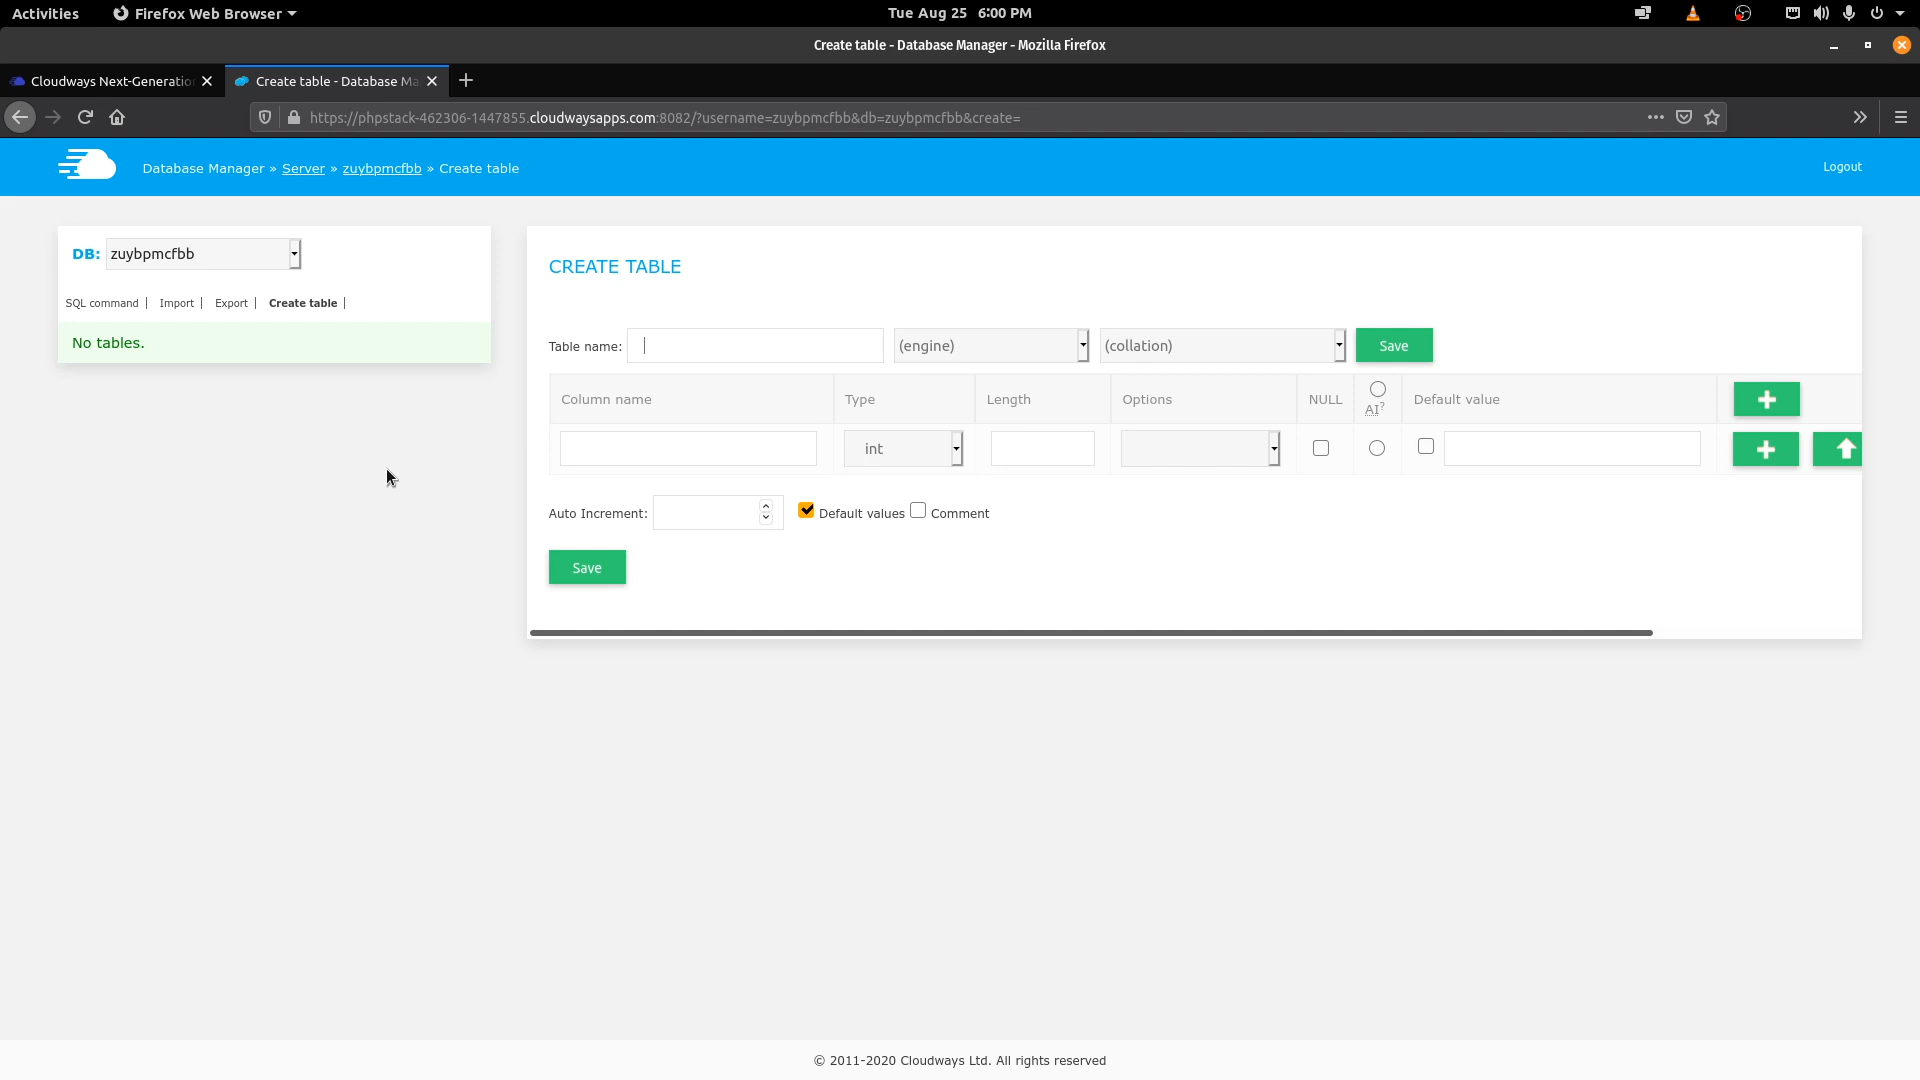 Activities
Firefox Web Browser
Tue Aug 25 6:00 PM
Create table - Database Manager - Mozilla Firefox
Cloudways Next-Generatio
Create table - Database Ma
https://phpstack-462306-1447855.cloudwaysapps.com:8082/?username=zuybpmcfbb&db=zuybpmcfbb&create=
Database Manager » Server » zuybpmcfbb » Create table
Logout
DB: zuybpmcfbb
SQL command | Import | Export | Create table |
No tables.
CREATE TABLE
Table name: (engine) (collation) Save
Column name Type Length Options NULL AI? Default value
int
Auto Increment: Default values Comment
Save
© 2011-2020 Cloudways Ltd. All rights reserved